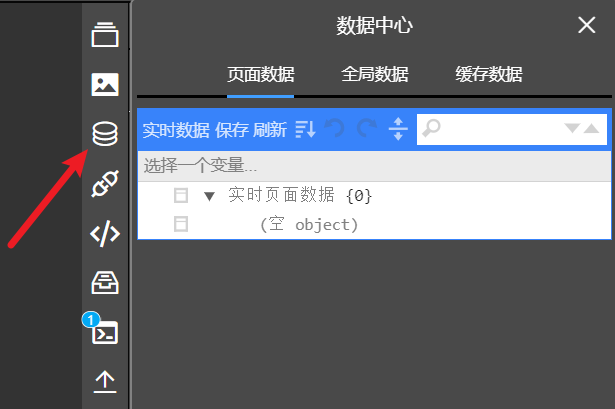 数据中心
页面数据 全局数据 缓存数据
实时数据 保存 刷新
选择一个变量...
实时页面数据 {0}
(空 object)
1